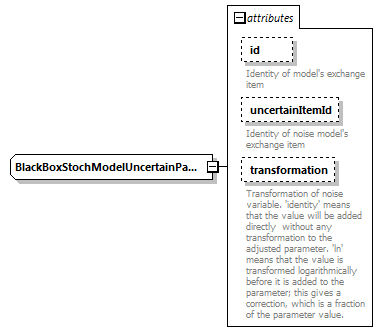 attributes
id
Identity of model's exchange
item
uncertainItemId
Identity of noise model's
exchange item
BlackBoxStochModelUncertainPa...
transformation
Transformation of noise
variable. 'identity' means
that the value will be added
directly  without any
transformation to the
adjusted parameter. 'ln'
means that the value is
transformed logarithmically
before it is added to the
parameter; this gives a
correction, which is a fraction
of the parameter value.